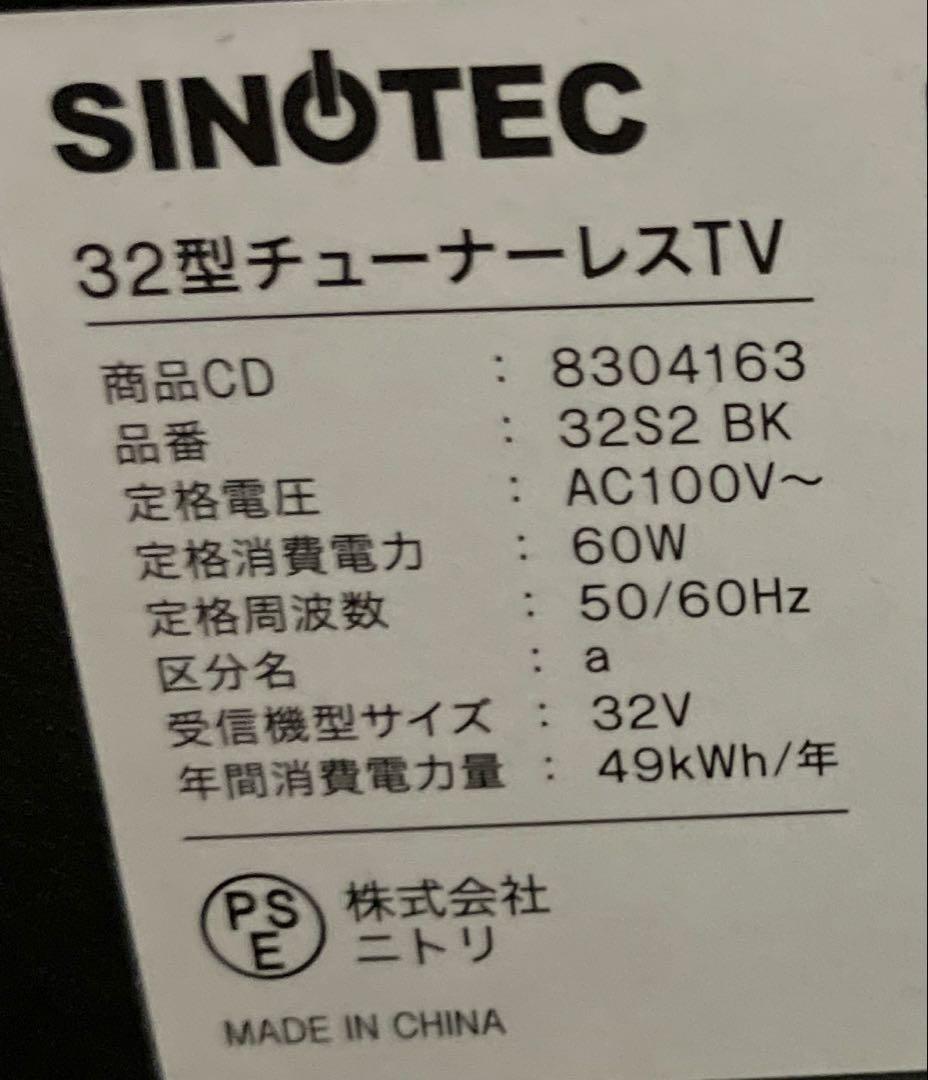 SINOTEC
32型チューナーレスTV
商品CD : 8304163
品番 : 32S2 BK
定格電圧 : AC100V～
定格消費電力 : 60W
定格周波数 : 50/60Hz
区分名 : a
受信機型サイズ : 32V
年間消費電力量 : 49kWh/年
PSE
株式会社
ニトリ
MADE IN CHINA